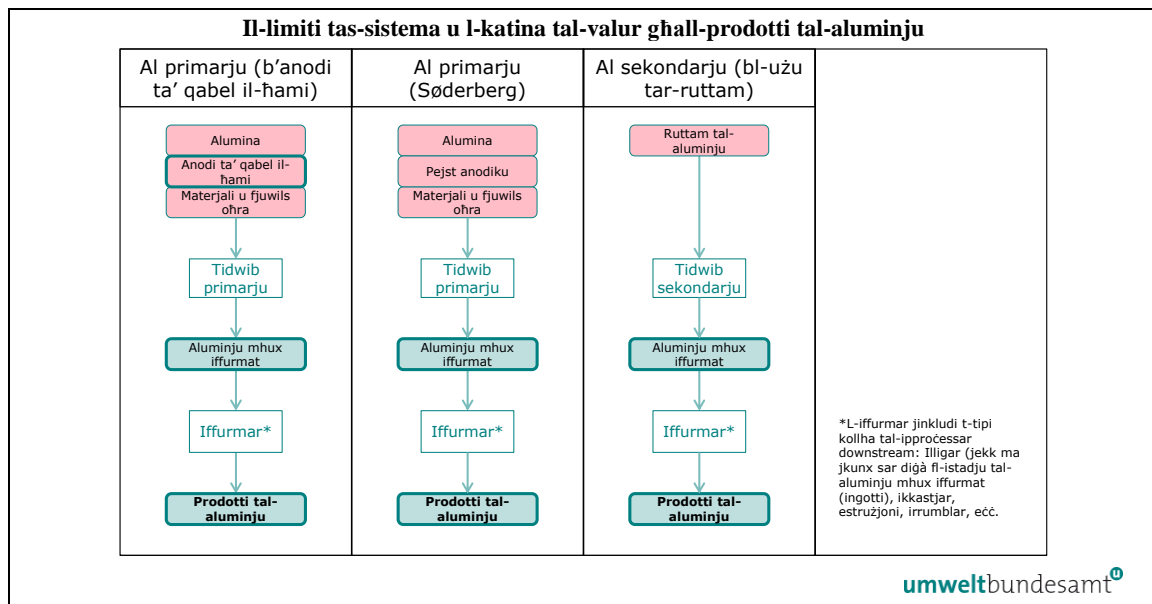 Il-limiti tas-sistema u l-katina tal-valur għall-prodotti tal-aluminju
Al primarju (b'anodi
ta' qabel il-ħami)
Alumina
Anodi ta' qabel il-
ħami
Materjali u fjuwils
oħra
Tidwib
primarju
Aluminju mhux
iffurmat
Iffurmar*
Prodotti tal-
aluminju
Al primarju
(Søderberg)
Alumina
Pejst anodiku
Materjali u fjuwils
oħra
Tidwib
primarju
Aluminju mhux
iffurmat
Iffurmar*
Prodotti tal-
aluminju
Al sekondarju (bl-użu
tar-ruttam)
Ruttam tal-
aluminju
Tidwib
sekondarju
Aluminju mhux
iffurmat
Iffurmar*
Prodotti tal-
aluminju
*L-iffurmar jinkludi t-tipi
kollha tal-ipproċessar
downstream: Illigar (jekk ma
jkunx sar diġà fl-istadju tal-
aluminju mhux iffurmat
(ingotti), ikkastjar,
estrużjoni, irrumblar, eċċ.
umweltbundesamt u